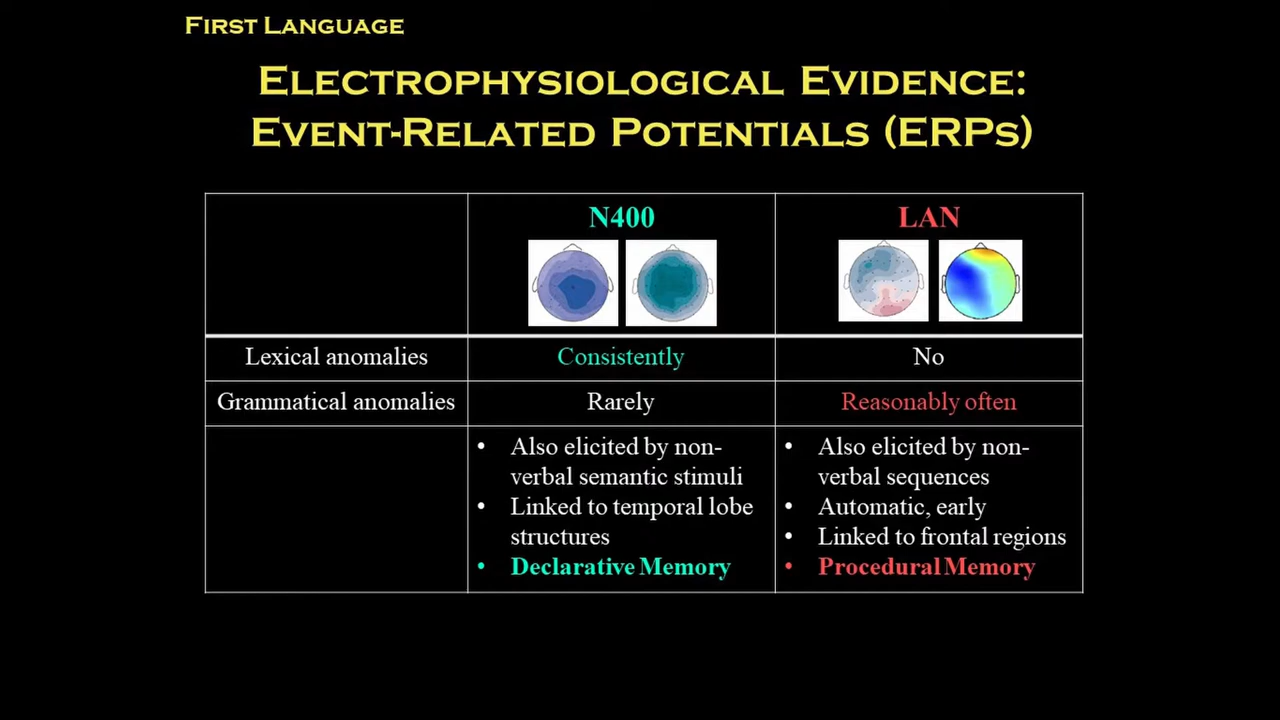 First Language
Electrophysiological Evidence:
Event-Related Potentials (ERPs)
N400
LAN
Lexical anomalies
Consistently
No
Grammatical anomalies
Rarely
Reasonably often
• Also elicited by non-
verbal semantic stimuli
• Linked to temporal lobe
structures
• Declarative Memory
• Also elicited by non-
verbal sequences
• Automatic, early
• Linked to frontal regions
• Procedural Memory